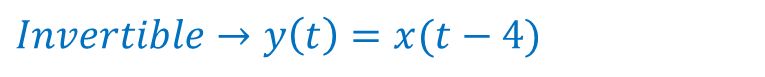 Invertible → y(t) = x(t − 4)